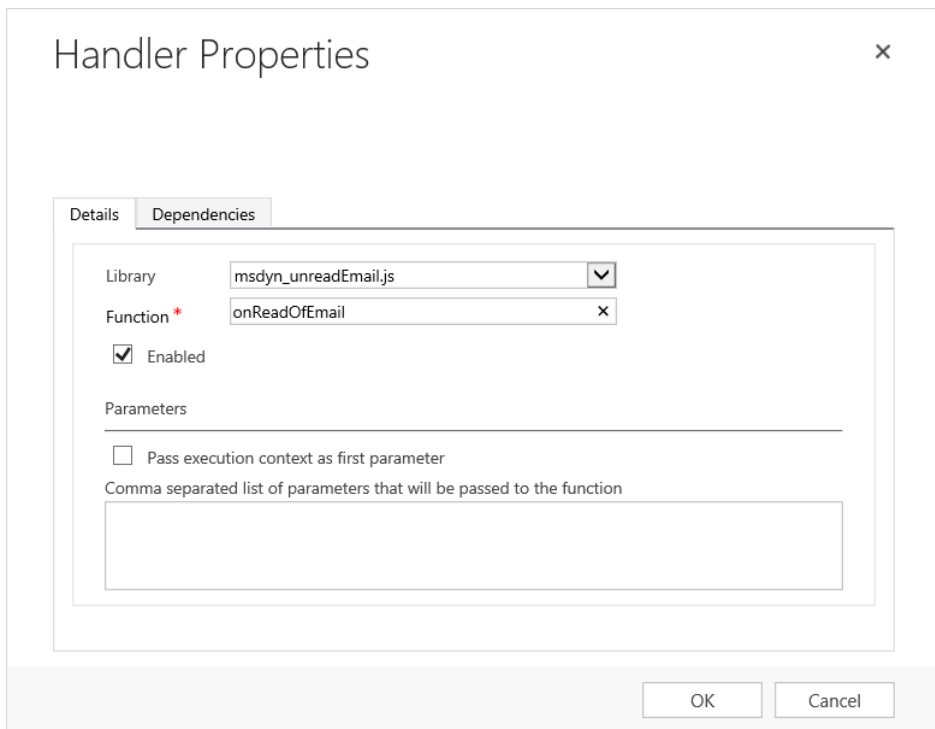 Handler Properties
Details
Dependencies
Library
msdyn_unreadEmail.js
Function *
onReadOfEmail
Enabled
Parameters
Pass execution context as first parameter
Comma separated list of parameters that will be passed to the function
OK
Cancel